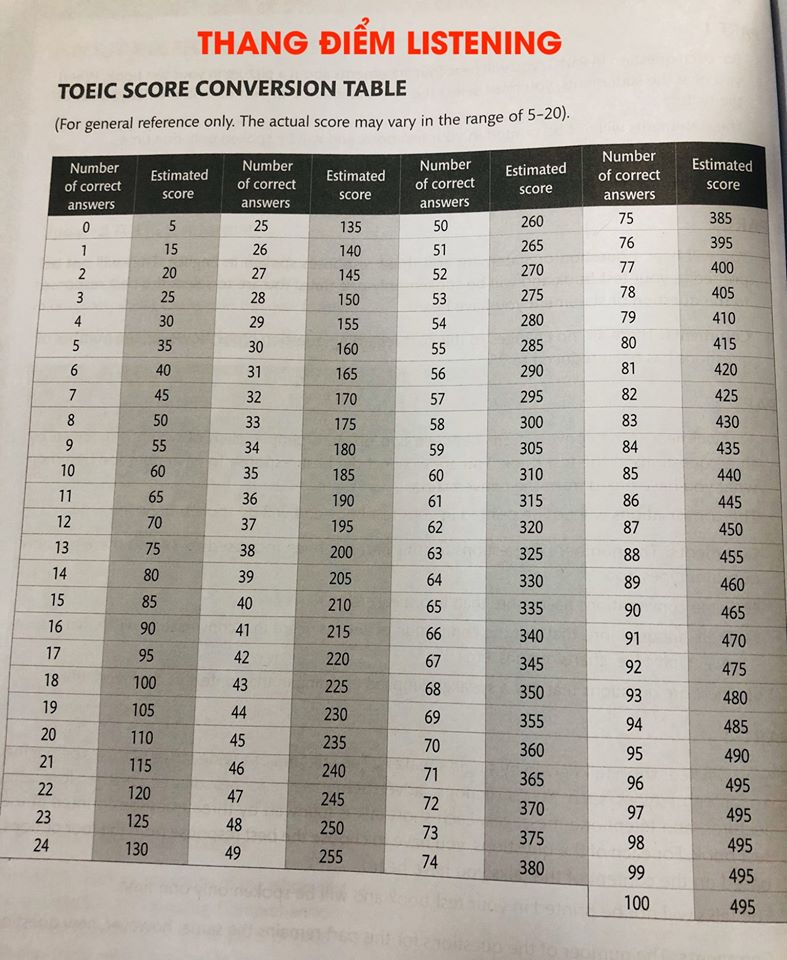 THANG ĐIỂM LISTENING
TOEIC SCORE CONVERSION TABLE
(For general reference only. The actual score may vary in the range of 5–20).
Number of correct answers Estimated score Number of correct answers Estimated score Number of correct answers Estimated score Number of correct answers Estimated score
0 5 25 135 50 260 75 385
1 15 26 140 51 265 76 395
2 20 27 145 52 270 77 400
3 25 28 150 53 275 78 405
4 30 29 155 54 280 79 410
5 35 30 160 55 285 80 415
6 40 31 165 56 290 81 420
7 45 32 170 57 295 82 425
8 50 33 175 58 300 83 430
9 55 34 180 59 305 84 435
10 60 35 185 60 310 85 440
11 65 36 190 61 315 86 445
12 70 37 195 62 320 87 450
13 75 38 200 63 325 88 455
14 80 39 205 64 330 89 460
15 85 40 210 65 335 90 465
16 90 41 215 66 340 91 470
17 95 42 220 67 345 92 475
18 100 43 225 68 350 93 480
19 105 44 230 69 355 94 485
20 110 45 235 70 360 95 490
21 115 46 240 71 365 96 495
22 120 47 245 72 370 97 495
23 125 48 250 73 375 98 495
24 130 49 255 74 380 99 495
100 495